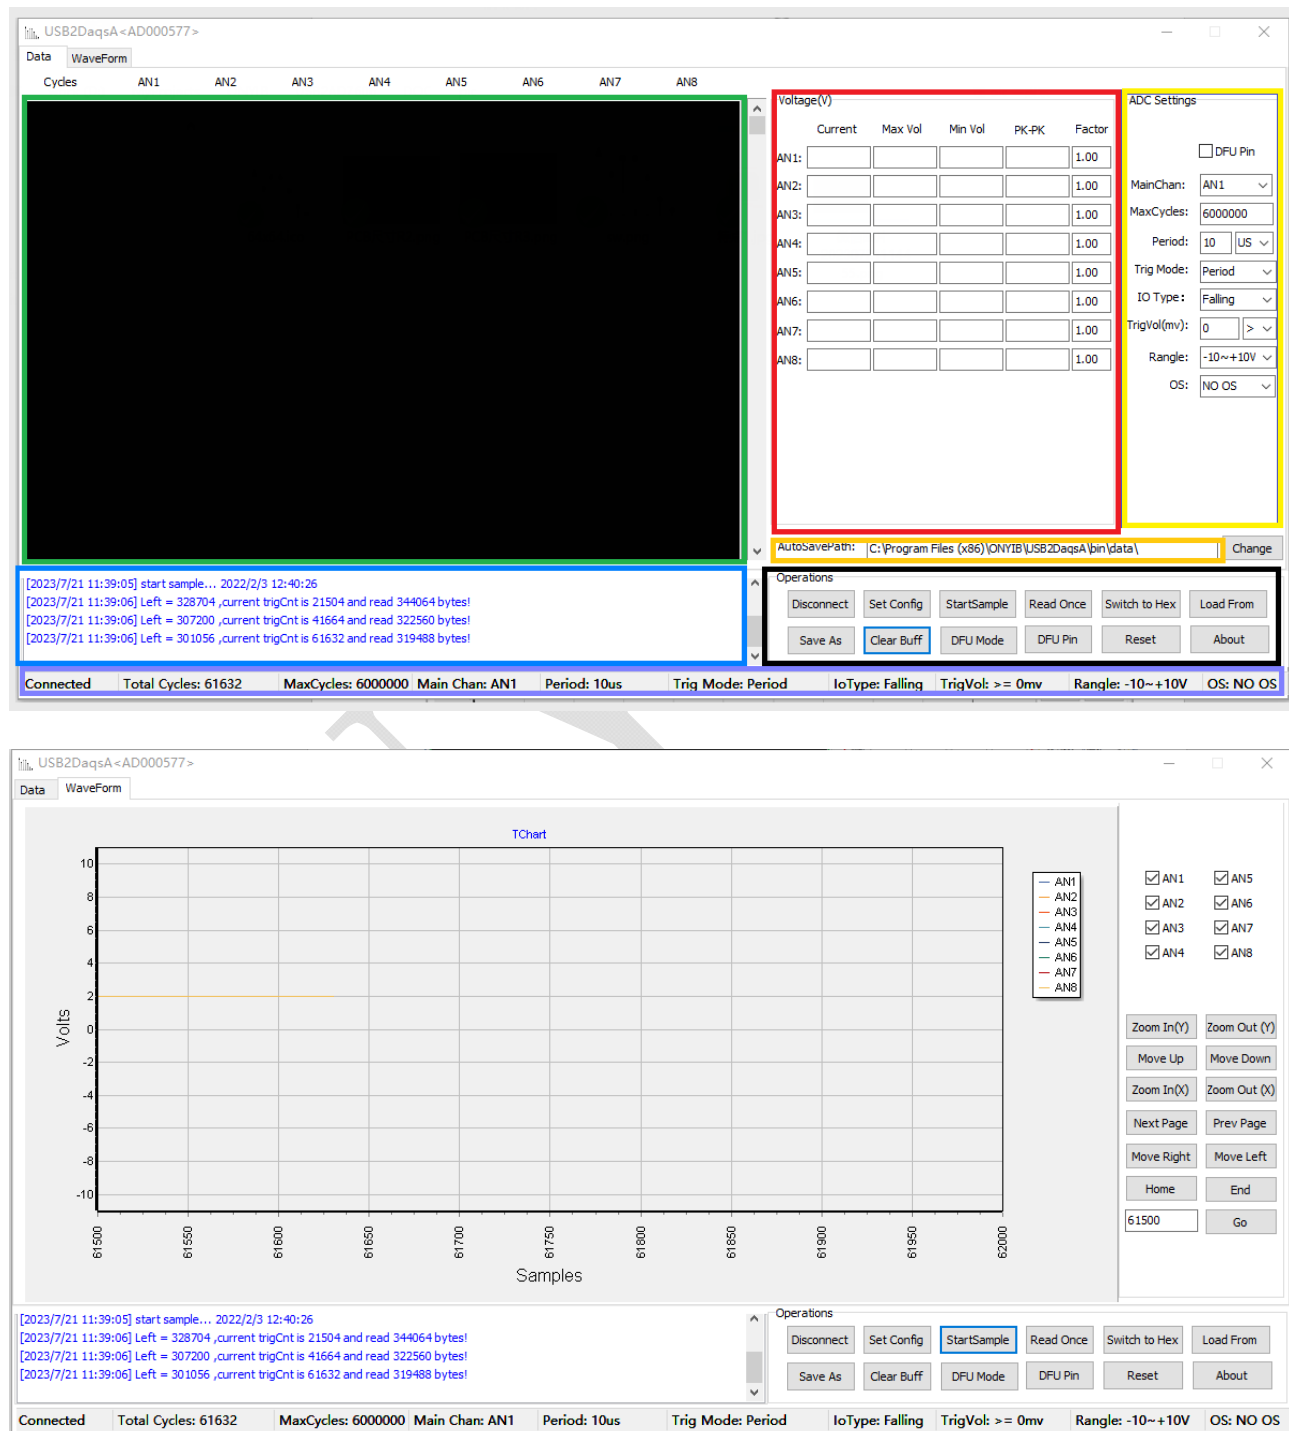 USB2DaqsA<AD000577>
Data WaveForm
Cycles AN1 AN2 AN3 AN4 AN5 AN6 AN7 AN8
Voltage(V)
Current Max Vol Min Vol PK-PK Factor
AN1: 1.00
AN2: 1.00
AN3: 1.00
AN4: 1.00
AN5: 1.00
AN6: 1.00
AN7: 1.00
AN8: 1.00
ADC Settings
DFU Pin
MainChan: AN1
MaxCycles: 6000000
Period: 10 US
Trig Mode: Period
IO Type: Falling
TrigVol(mv): 0 >
Rangle: -10~+10V
OS: NO OS
AutoSavePath: C:\Program Files (x86)\ONYIB\USB2DaqsA\bin\data\ Change
[2023/7/21 11:39:05] start sample... 2022/2/3 12:40:26
[2023/7/21 11:39:06] Left = 328704 ,current trigCnt is 21504 and read 344064 bytes!
[2023/7/21 11:39:06] Left = 307200 ,current trigCnt is 41664 and read 322560 bytes!
[2023/7/21 11:39:06] Left = 301056 ,current trigCnt is 61632 and read 319488 bytes!
Operations
Disconnect Set Config StartSample Read Once Switch to Hex Load From
Save As Clear Buff DFU Mode DFU Pin Reset About
Connected Total Cycles: 61632 MaxCycles: 6000000 Main Chan: AN1 Period: 10us Trig Mode: Period IoType: Falling TrigVol: >= 0mv Rangle: -10~+10V OS: NO OS
USB2DaqsA<AD000577>
Data WaveForm
TChart
10
8
6
4
2
0
-2
-4
-6
-8
-10
Volts
61500 61550 61600 61650 61700 61750 61800 61850 61900 61950 62000
Samples
AN1
AN2
AN3
AN4
AN5
AN6
AN7
AN8
AN1 AN5
AN2 AN6
AN3 AN7
AN4 AN8
Zoom In(Y) Zoom Out (Y)
Move Up Move Down
Zoom In(X) Zoom Out (X)
Next Page Prev Page
Move Right Move Left
Home End
61500 Go
[2023/7/21 11:39:05] start sample... 2022/2/3 12:40:26
[2023/7/21 11:39:06] Left = 328704 ,current trigCnt is 21504 and read 344064 bytes!
[2023/7/21 11:39:06] Left = 307200 ,current trigCnt is 41664 and read 322560 bytes!
[2023/7/21 11:39:06] Left = 301056 ,current trigCnt is 61632 and read 319488 bytes!
Operations
Disconnect Set Config StartSample Read Once Switch to Hex Load From
Save As Clear Buff DFU Mode DFU Pin Reset About
Connected Total Cycles: 61632 MaxCycles: 6000000 Main Chan: AN1 Period: 10us Trig Mode: Period IoType: Falling TrigVol: >= 0mv Rangle: -10~+10V OS: NO OS